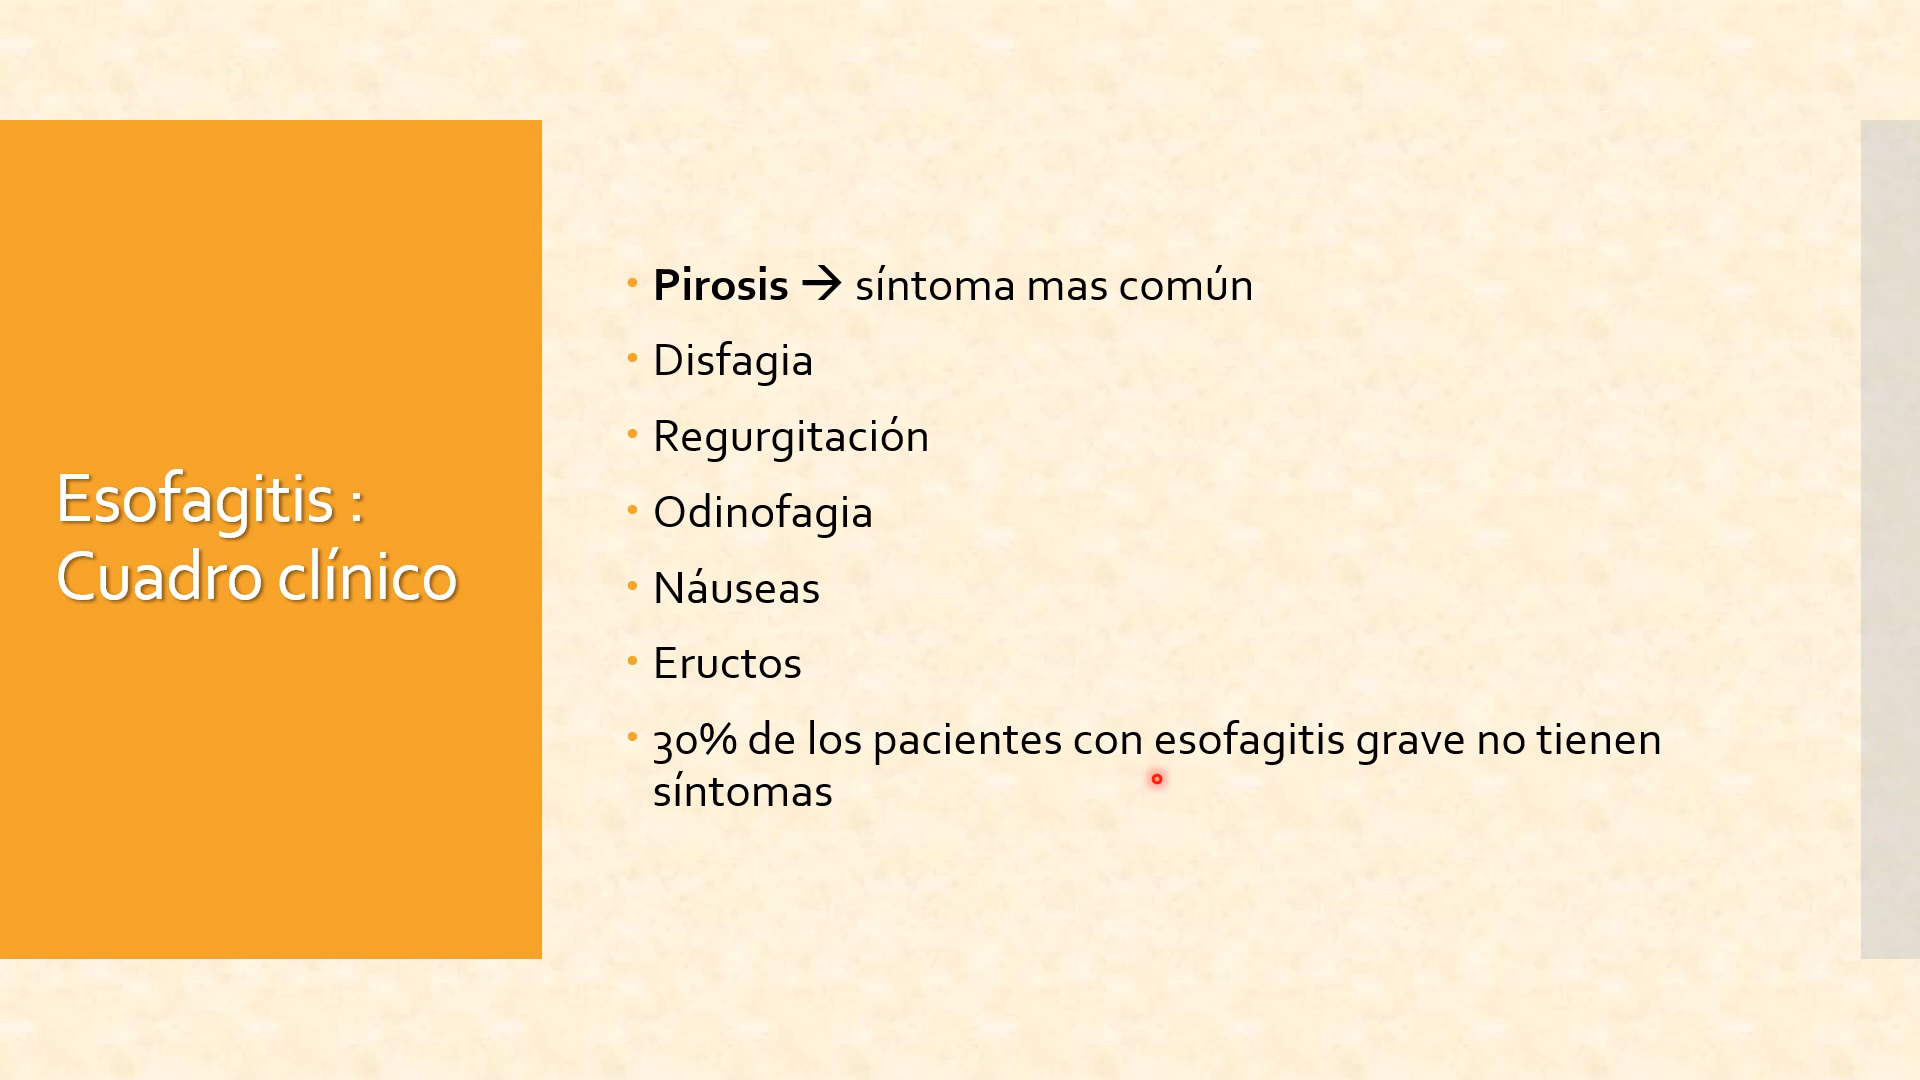 Esofagitis :
Cuadro clínico
• Pirosis → síntoma mas común
• Disfagia
• Regurgitación
• Odinofagia
• Náuseas
• Eructos
• 30% de los pacientes con esofagitis grave no tienen
síntomas